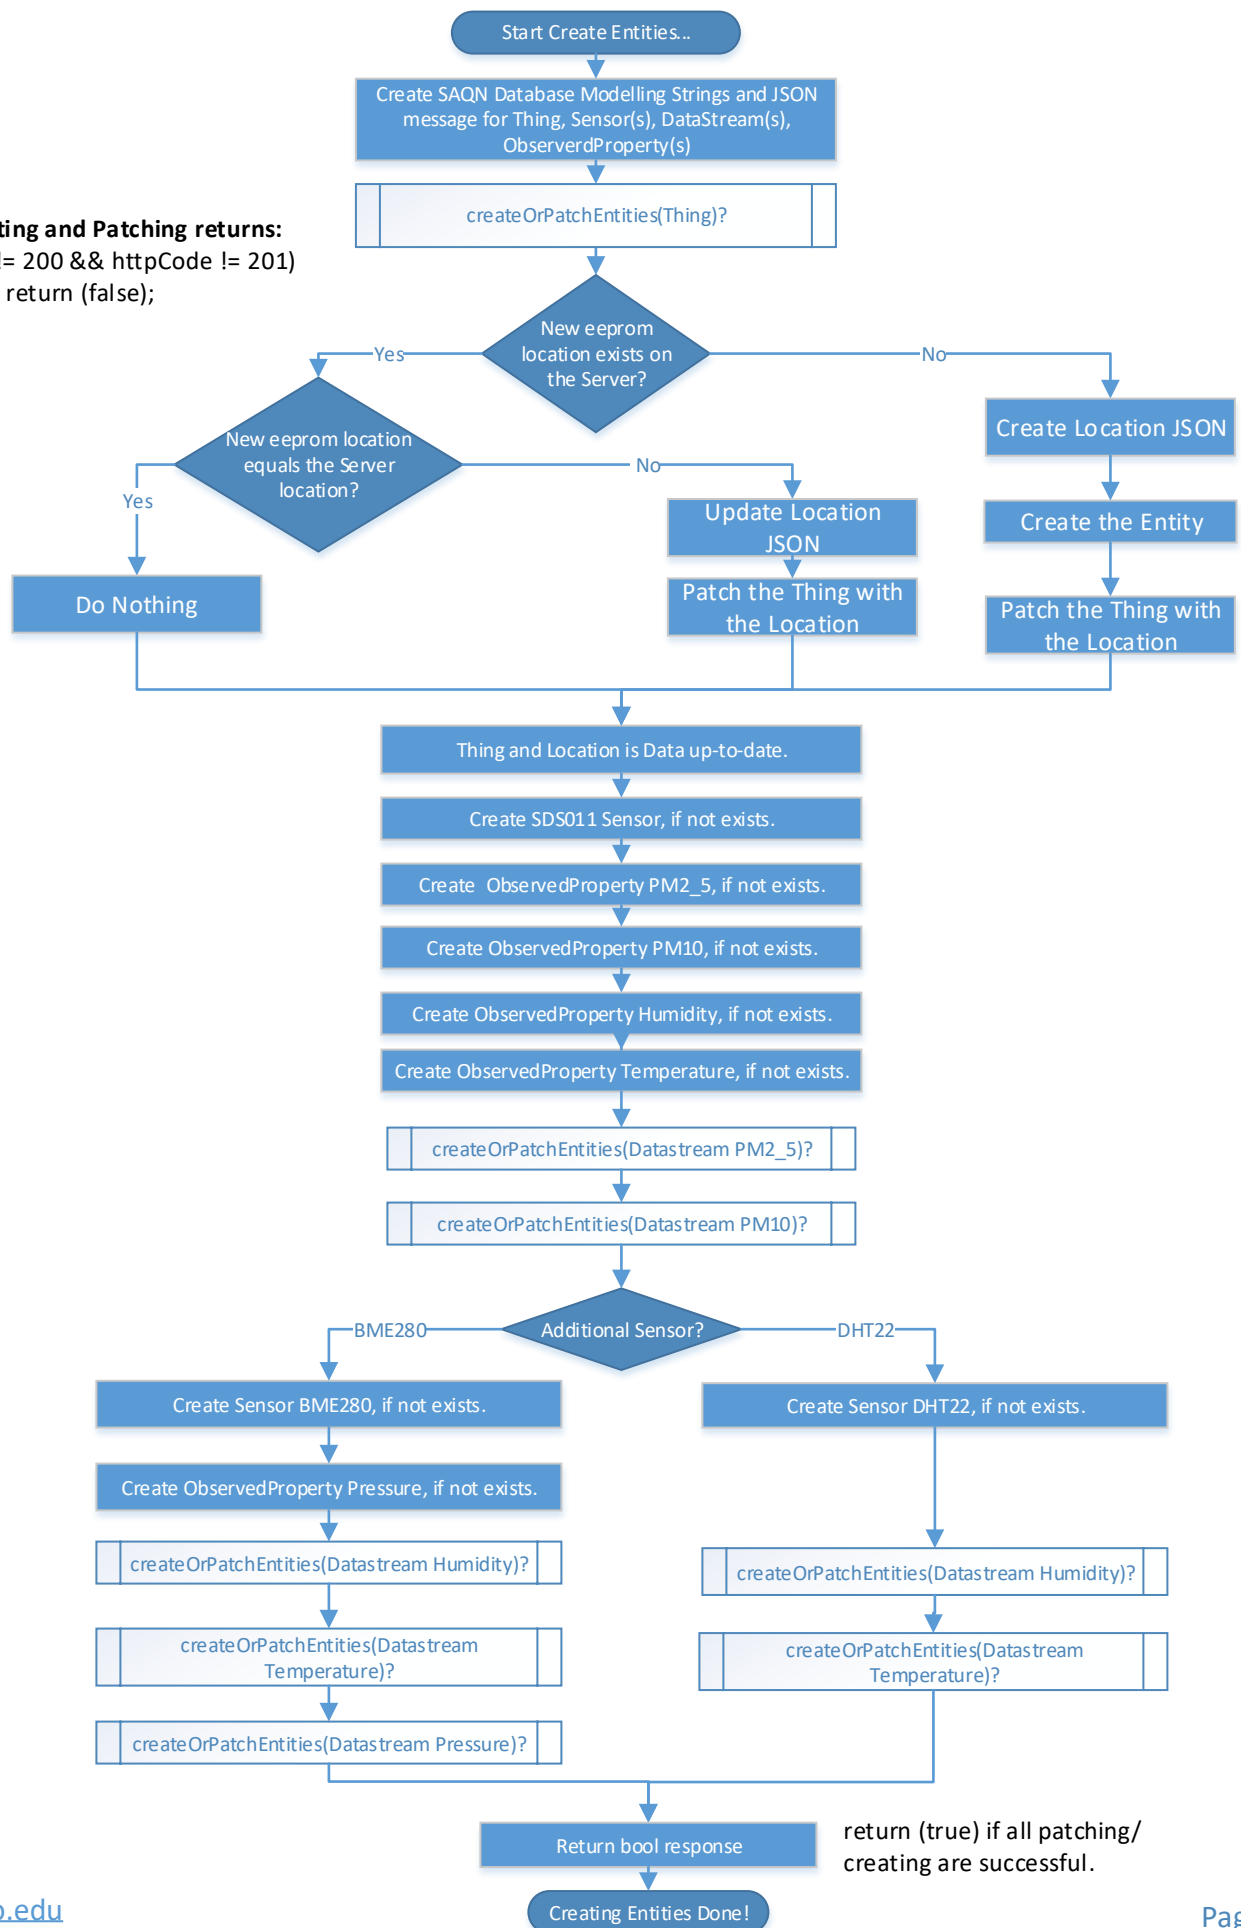 Start Create Entities...
Create SAQN Database Modelling Strings and JSON
message for Thing, Sensor(s), DataStream(s),
ObserverdProperty(s)
createOrPatchEntities(Thing)?
and Patching returns:
!= 200 && httpCode != 201)
return (false);
New eeprom
location exists on
the Server?
Yes
No
New eeprom location
equals the Server
location?
Create Location JSON
No
Yes
Update Location
JSON
Create the Entity
Do Nothing
Patch the Thing with
the Location
Patch the Thing with
the Location
Thing and Location is Data up-to-date.
Create SDS011 Sensor, if not exists.
Create ObservedProperty PM2_5, if not exists.
Create ObservedProperty PM10, if not exists.
Create ObservedProperty Humidity, if not exists.
Create ObservedProperty Temperature, if not exists.
createOrPatchEntities(Datastream PM2_5)?
createOrPatchEntities(Datastream PM10)?
Additional Sensor?
BME280
DHT22
Create Sensor BME280, if not exists.
Create Sensor DHT22, if not exists.
Create ObservedProperty Pressure, if not exists.
createOrPatchEntities(Datastream Humidity)?
createOrPatchEntities(Datastream Humidity)?
createOrPatchEntities(Datastream
Temperature)?
createOrPatchEntities(Datastream
Temperature)?
createOrPatchEntities(Datastream Pressure)?
Return bool response
return (true) if all patching/
creating are successful.
Creating Entities Done!
.edu